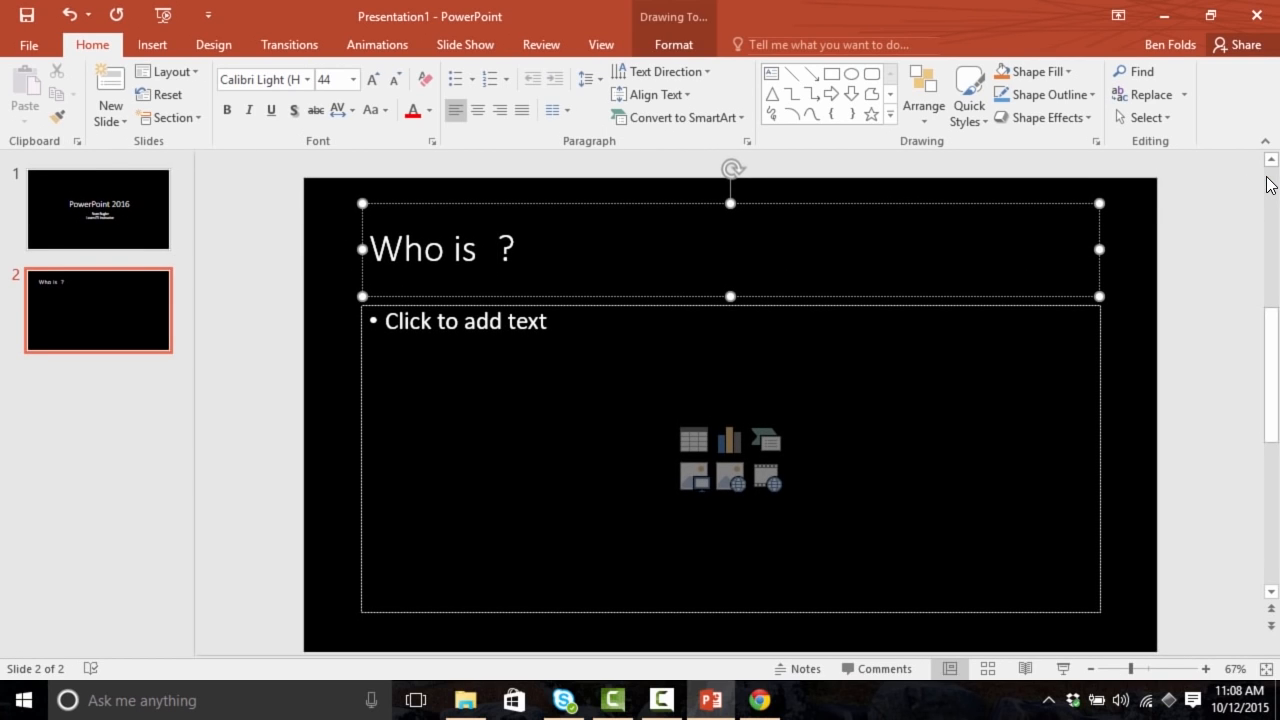 Presentation1 - PowerPoint
Drawing To...
File Home Insert Design Transitions Animations Slide Show Review View Format Tell me what you want to do... Ben Folds Share
Paste
Clipboard
New Slide
Layout
Reset
Section
Slides
Calibri Light (H 44
B I U S abc AV Aa A
Font
Text Direction
Align Text
Convert to SmartArt
Paragraph
Arrange
Quick Styles
Shape Fill
Shape Outline
Shape Effects
Drawing
Find
Replace
Select
Editing
1
PowerPoint 2016
2
Who is ?
Who is ?
• Click to add text
Slide 2 of 2
Notes
Comments
67%
Ask me anything
11:08 AM
10/12/2015